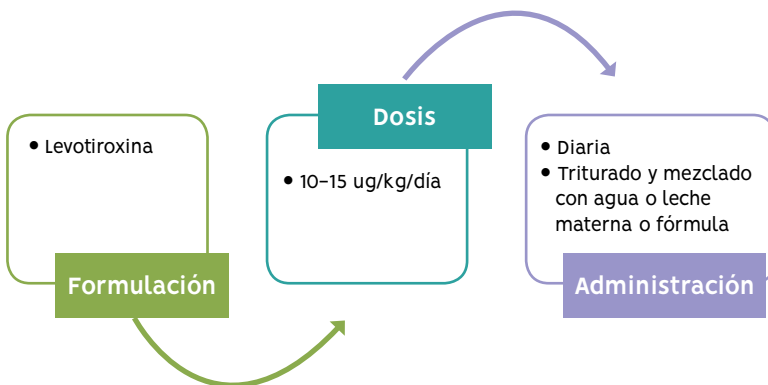 • Levotiroxina
Formulación
Dosis
• 10–15 ug/kg/día
• Diaria
• Triturado y mezclado
con agua o leche
materna o fórmula
Administración